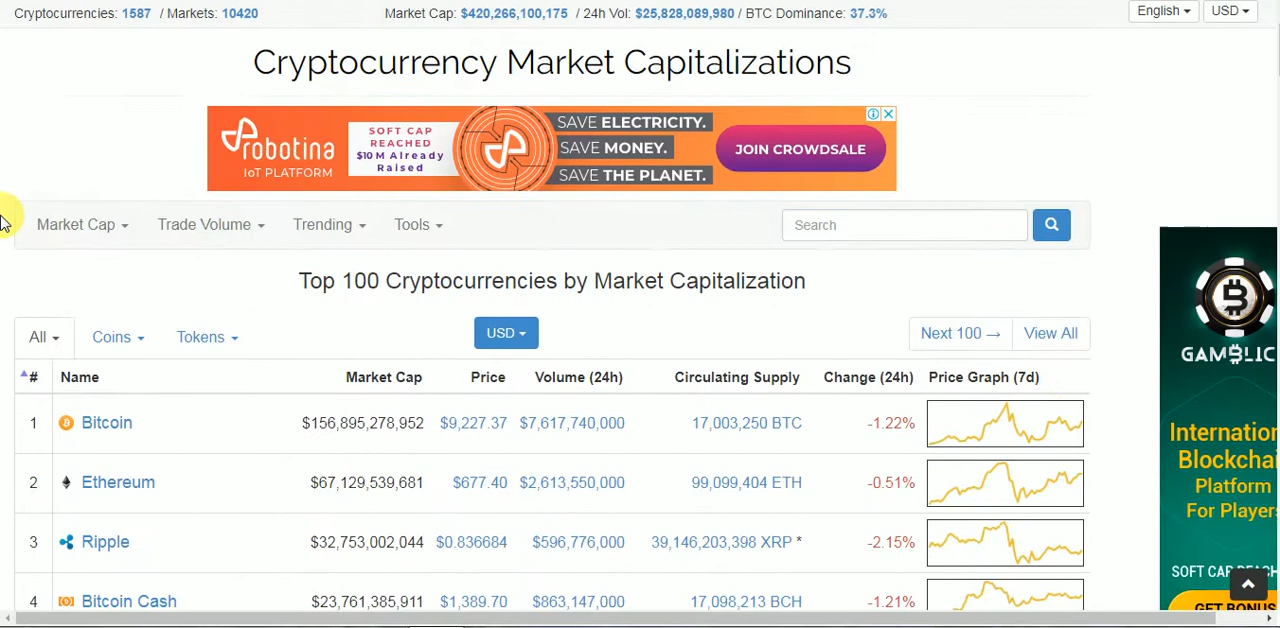 Cryptocurrencies: 1587 / Markets: 10420 Market Cap: $420,266,100,175 / 24h Vol: $25,828,089,980 / BTC Dominance: 37.3% English USD
Cryptocurrency Market Capitalizations
robotina
IoT PLATFORM
SOFT CAP
REACHED
$10 M Already
Raised
SAVE ELECTRICITY.
SAVE MONEY.
SAVE THE PLANET.
JOIN CROWDSALE
Market Cap Trade Volume Trending Tools Search
Top 100 Cryptocurrencies by Market Capitalization
All Coins Tokens USD Next 100 → View All
# Name Market Cap Price Volume (24h) Circulating Supply Change (24h) Price Graph (7d)
1 Bitcoin $156,895,278,952 $9,227.37 $7,617,740,000 17,003,250 BTC -1.22%
2 Ethereum $67,129,539,681 $677.40 $2,613,550,000 99,099,404 ETH -0.51%
3 Ripple $32,753,002,044 $0.836684 $596,776,000 39,146,203,398 XRP * -2.15%
4 Bitcoin Cash $23,761,385,911 $1,389.70 $863,147,000 17,098,213 BCH -1.21%
GAMBLIC
Internation
Blockchai
Platform
For Players
SOFT CAP REACH
GET BONUS